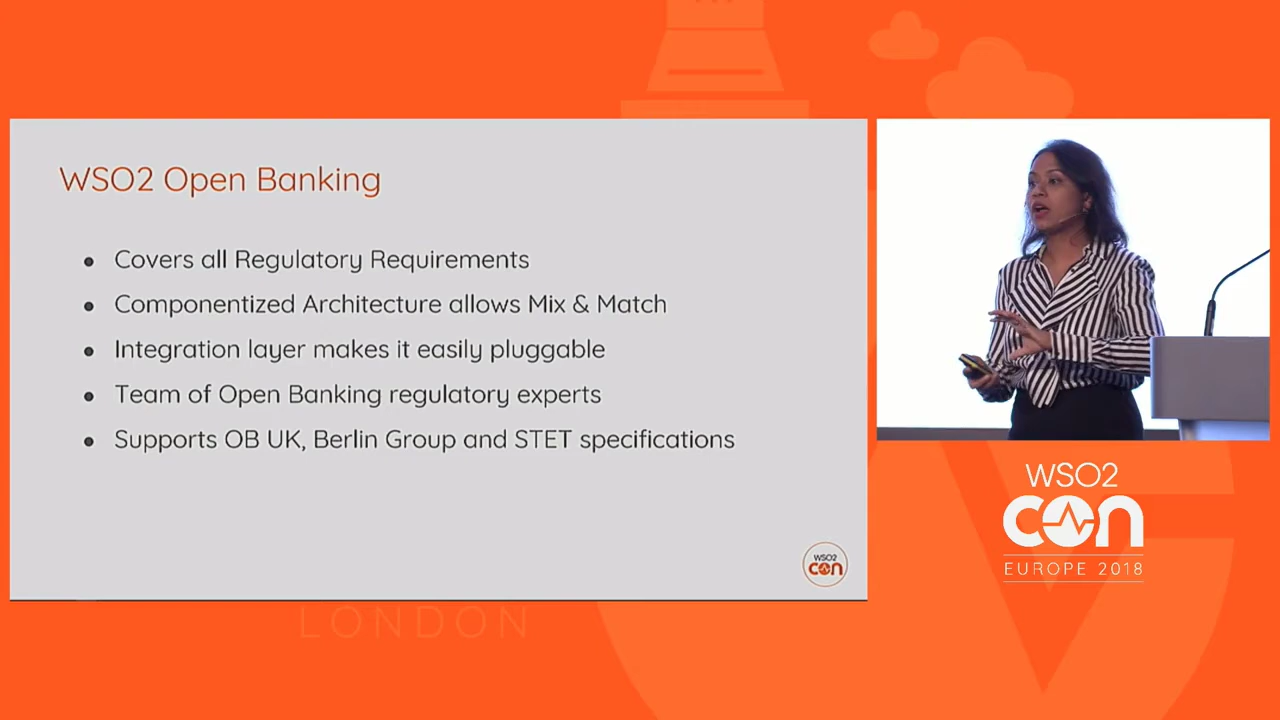 WSO2 Open Banking
Covers all Regulatory Requirements
Componentized Architecture allows Mix & Match
Integration layer makes it easily pluggable
Team of Open Banking regulatory experts
Supports OB UK, Berlin Group and STET specifications
WSO2
con
WSO2
con
EUROPE 2018
LONDON